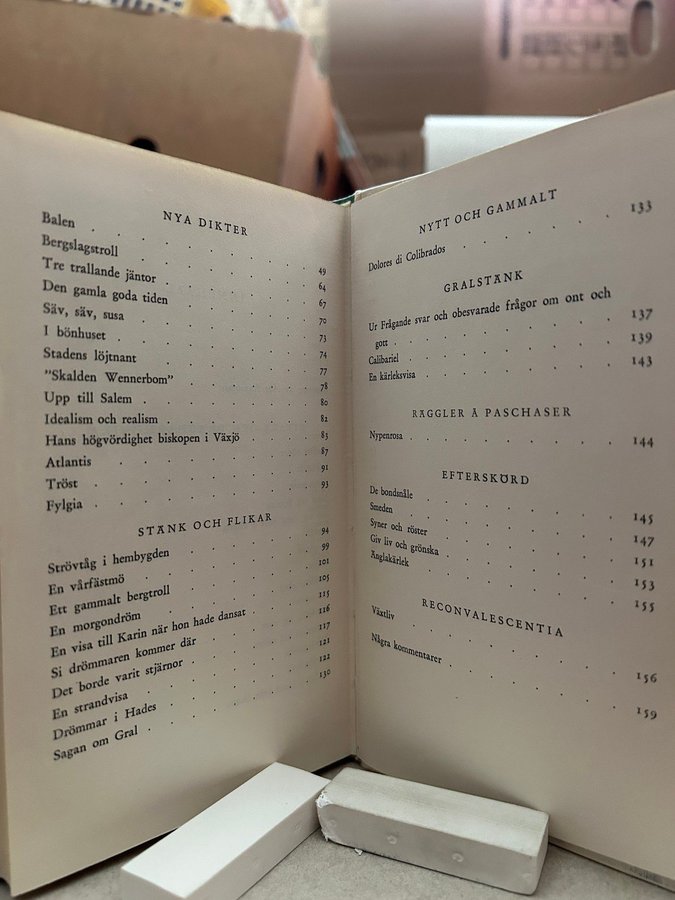 NYA DIKTER
Balen . . . . . . . 49
Bergslagstroll . . . . . . . 64
Tre trallande jäntor . . . . . . 67
Den gamla goda tiden . . . . . . 70
Säv, säv, susa . . . . . . . 73
I bönhuset . . . . . . . 74
Stadens löjtnant . . . . . . . 77
"Skalden Wennerbom" . . . . . . 78
Upp till Salem . . . . . . . 80
Idealism och realism . . . . . . 82
Hans högvördighet biskopen i Växjö . . . . 83
Atlantis . . . . . . . . 87
Tröst . . . . . . . . 91
Fylgia . . . . . . . . 93
STÄNK OCH FLIKAR
Strövtåg i hembygden . . . . . . 94
En vårfästmö . . . . . . . 99
Ett gammalt bergtroll . . . . . . 101
En morgondröm . . . . . . . 105
En visa till Karin när hon hade dansat . . . 115
Si drömmaren kommer där . . . . . 116
Det borde varit stjärnor . . . . . . 117
En strandvisa . . . . . . . 121
Drömmar i Hades . . . . . . . 122
Sagan om Gral . . . . . . . 130
NYTT OCH GAMMALT
Dolores di Colibrados . . . . . 133
GRALSTÄNK
Ur Frågande svar och obesvarade frågor om ont och
gott . . . . . . . 137
Calibariel . . . . . . . 139
En kärleksvisa . . . . . . 143
RÄGGLER Å PASCHASER
Nypenrosa . . . . . . . 144
EFTERSKÖRD
De bondsnåle . . . . . . 145
Smeden . . . . . . . 147
Syner och röster . . . . . . 151
Giv liv och grönska . . . . . 153
Änglakärlek . . . . . . 155
RECONVALESCENTIA
Växtliv . . . . . . . 156
Några kommentarer . . . . . 159